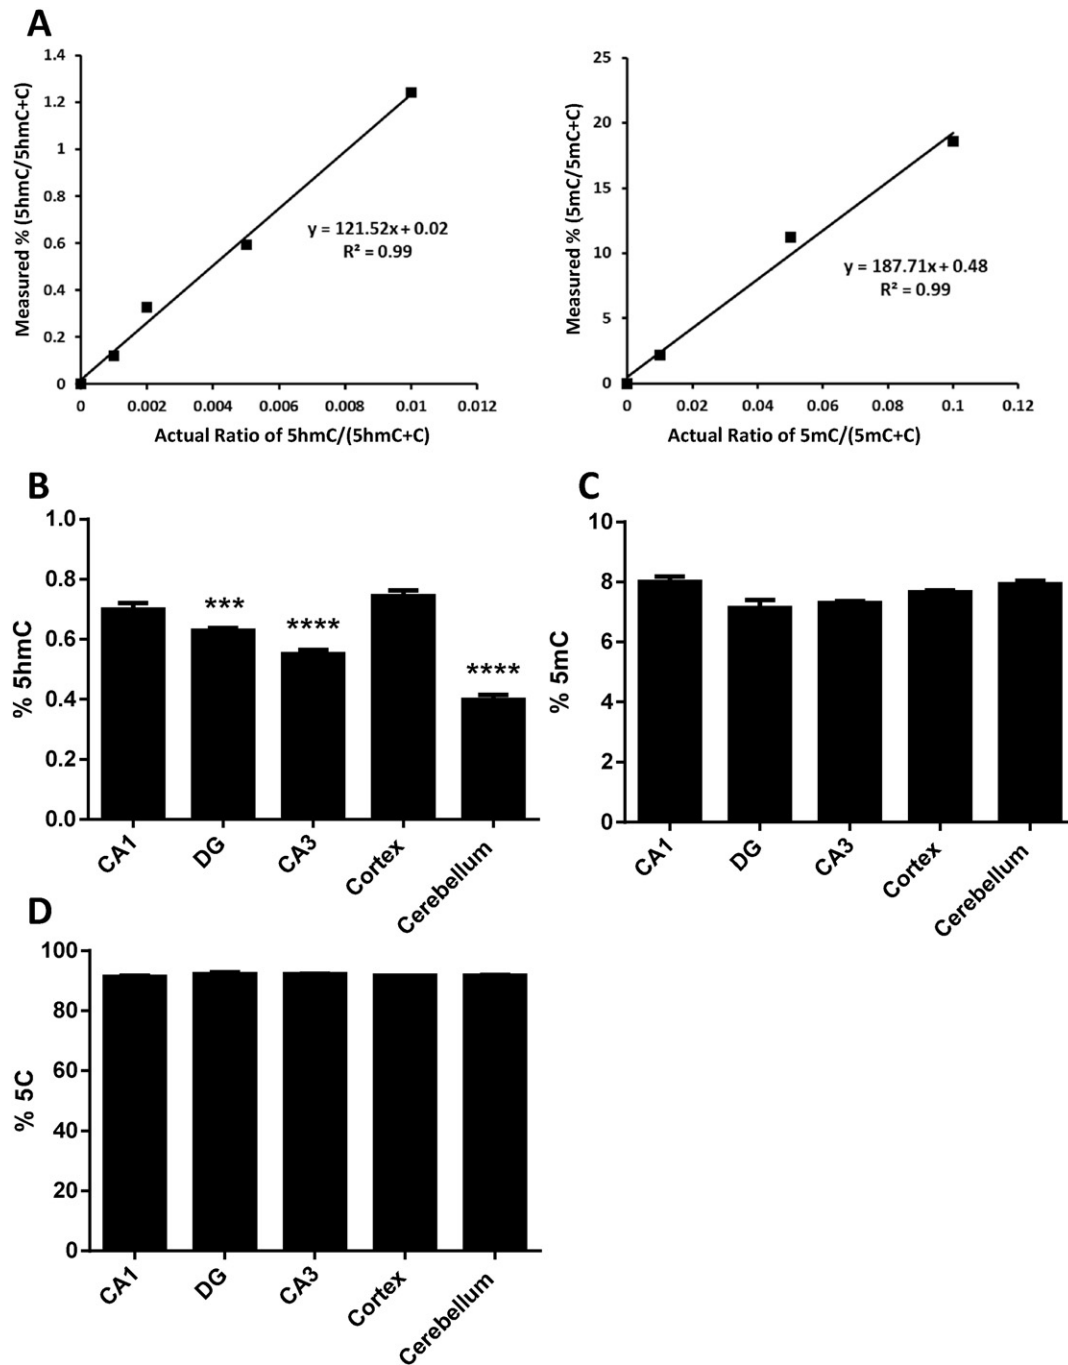 A
1.4
1.2
1
0.8
0.6
0.4
0.2
0
Measured % (5hmC/5hmC+C)
y = 121.52x + 0.02
R² = 0.99
0 0.002 0.004 0.006 0.008 0.01 0.012
Actual Ratio of 5hmC/(5hmC+C)
25
20
15
10
5
0
Measured % (5mC/5mC+C)
y = 187.71x + 0.48
R² = 0.99
0 0.02 0.04 0.06 0.08 0.1 0.12
Actual Ratio of 5mC/(5mC+C)
B
1.0
0.8
0.6
0.4
0.2
0.0
% 5hmC
***
****
****
CA1 DG CA3 Cortex Cerebellum
C
10
8
6
4
2
0
% 5mC
CA1 DG CA3 Cortex Cerebellum
D
100
80
60
40
20
0
% 5C
CA1 DG CA3 Cortex Cerebellum